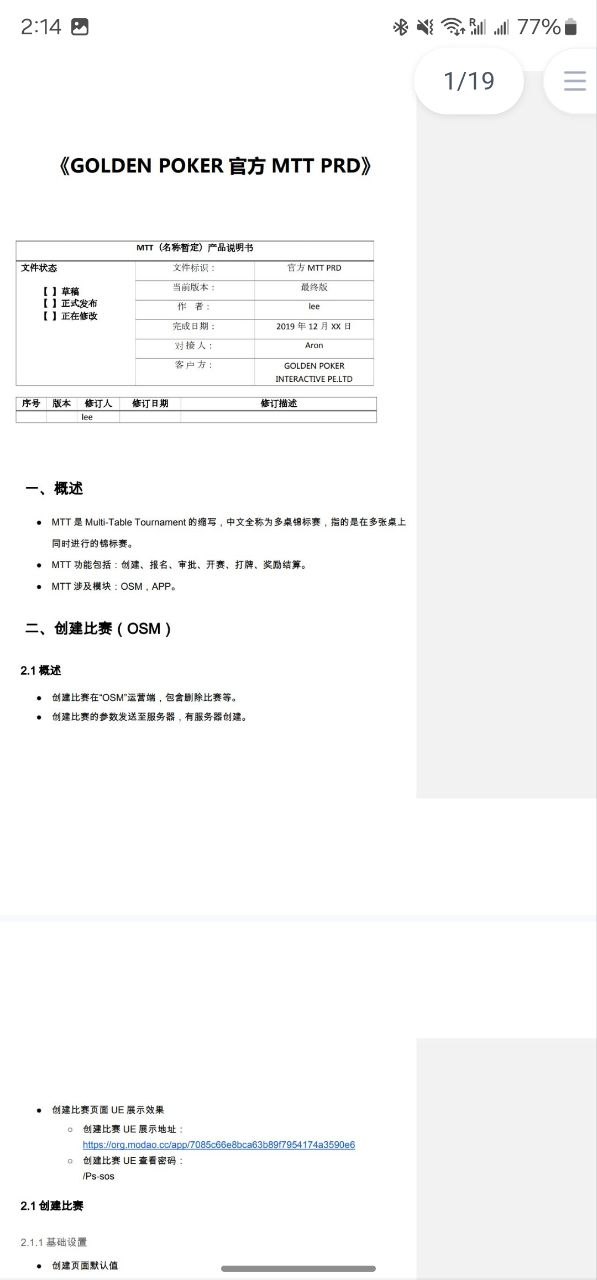 2:14
R
77%
1/19
《GOLDEN POKER 官方 MTT PRD》
MTT（名称暂定）产品说明书
文件状态
【 】草稿
【 】正式发布
【 】正在修改
文件标识：
官方 MTT PRD
当前版本：
最终版
作 者：
lee
完成日期：
2019 年 12 月 XX 日
对接人：
Aron
客户方：
GOLDEN POKER
INTERACTIVE PE.LTD
序号 版本 修订人 修订日期 修订描述
lee
一、概述
● MTT 是 Multi-Table Tournament 的缩写，中文全称为多桌锦标赛，指的是在多张桌上
同时进行的锦标赛。
● MTT 功能包括：创建、报名、审批、开赛、打牌、奖励结算。
● MTT 涉及模块：OSM，APP。
二、创建比赛（OSM）
2.1 概述
● 创建比赛在“OSM”运营端，包含删除比赛等。
● 创建比赛的参数发送至服务器，有服务器创建。
● 创建比赛页面 UE 展示效果
○ 创建比赛 UE 展示地址：
https://org.modao.cc/app/7085c66e8bca63b89f7954174a3590e6
○ 创建比赛 UE 查看密码：
/Ps-sos
2.1 创建比赛
2.1.1 基础设置
● 创建页面默认值